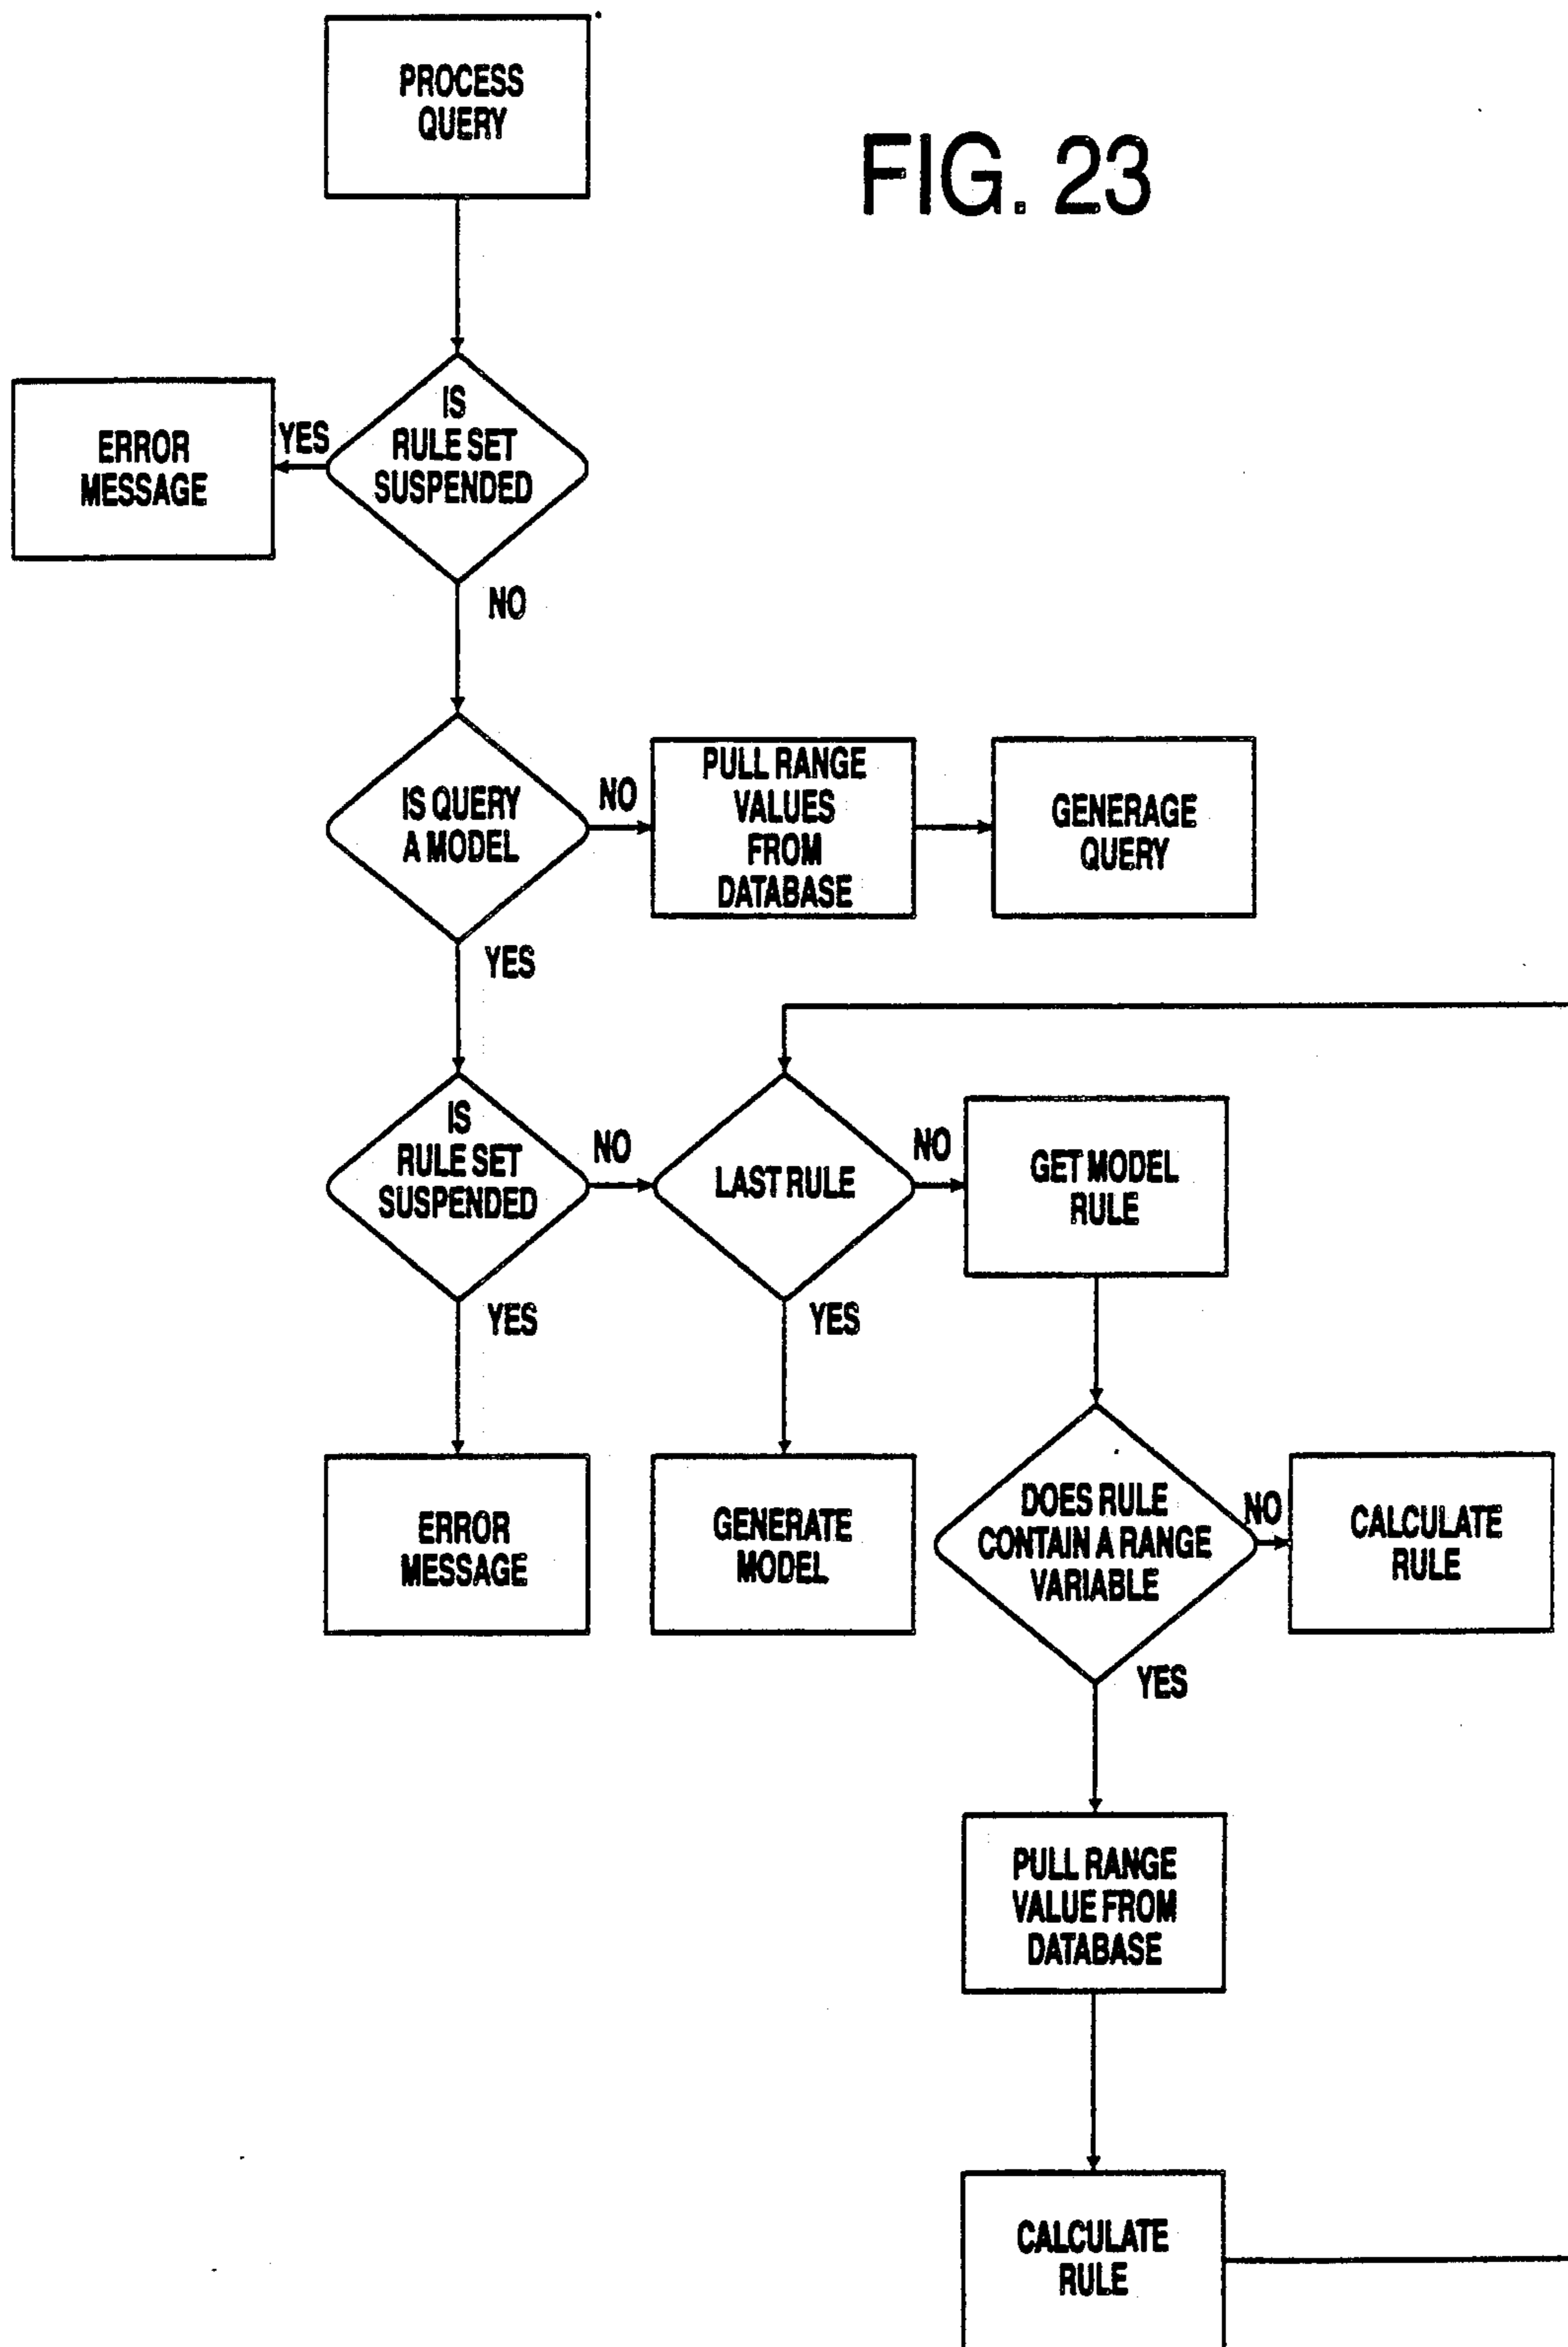 PROCESS
QUERY
FIG. 23
IS
RULE SET
SUSPENDED
YES
ERROR
MESSAGE
NO
IS QUERY
A MODEL
NO
PULL RANGE
VALUES
FROM
DATABASE
GENERAGE
QUERY
YES
IS
RULE SET
SUSPENDED
NO
LAST RULE
NO
GET MODEL
RULE
YES
YES
ERROR
MESSAGE
GENERATE
MODEL
DOES RULE
CONTAIN A RANGE
VARIABLE
NO
CALCULATE
RULE
YES
PULL RANGE
VALUE FROM
DATABASE
CALCULATE
RULE